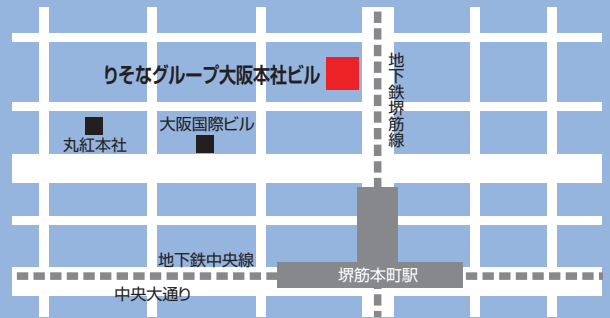 りそなグループ大阪本社ビル
地下鉄堺筋線
大阪国際ビル
丸紅本社
地下鉄中央線
堺筋本町駅
中央大通り